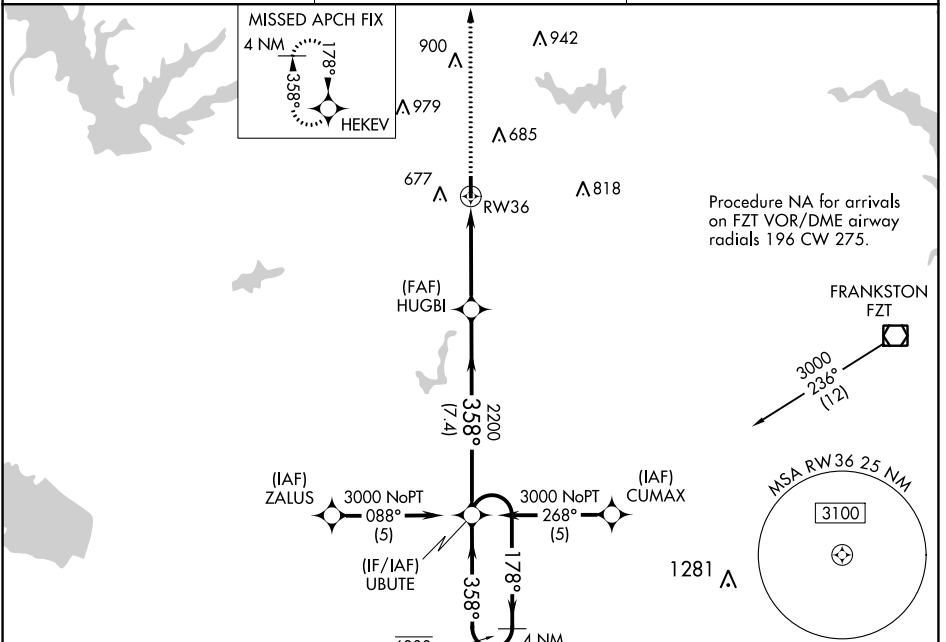 MISSED APCH FIX
4 NM
178°
358°
HEKEV
900
942
979
685
677
818
RW36
Procedure NA for arrivals
on FZT VOR/DME airway
radials 196 CW 275.
(FAF)
HUGBI
FRANKSTON
FZT
3000
236°
(12)
2200
358°
(7.4)
(IAF)
ZALUS
3000 NoPT
088°
(5)
3000 NoPT
268°
(5)
(IAF)
CUMAX
(IF/IAF)
UBUTE
358°
178°
4 NM
MSA RW36 25 NM
3100
1281